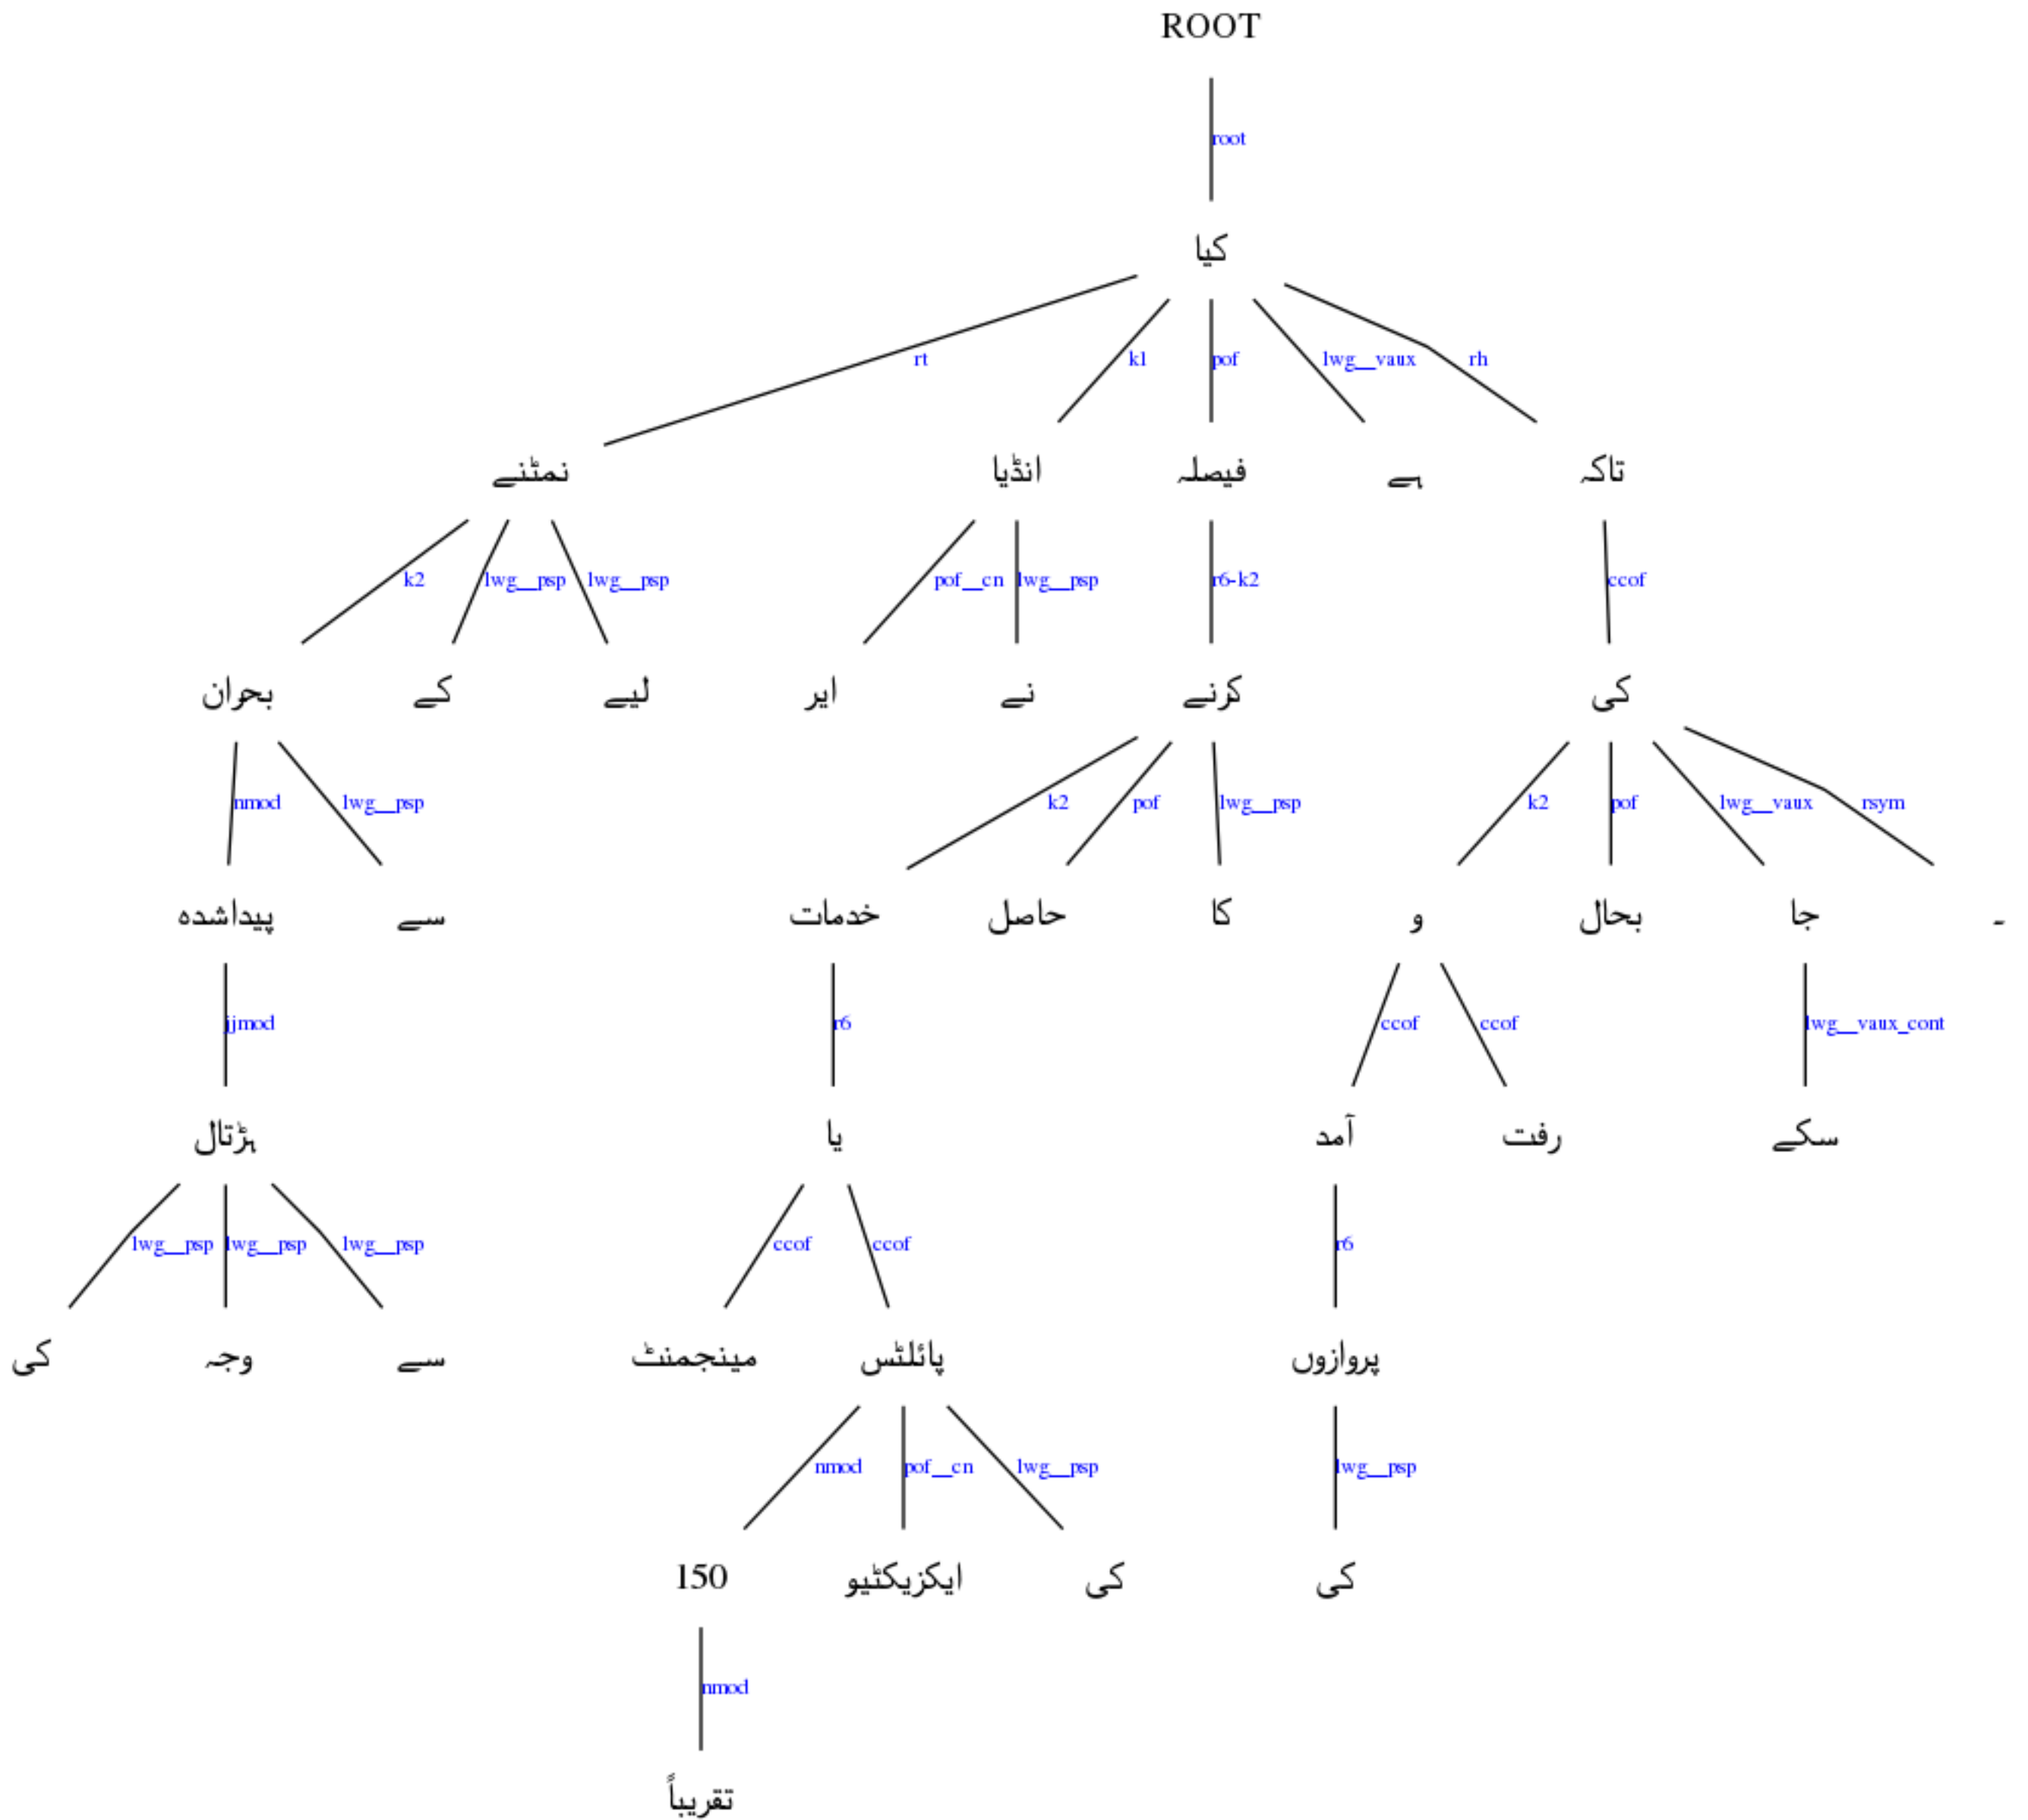 ROOT
root
کیا
rt k1 pof lwg__vaux rh
نمٹنے انڈیا فیصلہ ہے تاکہ
k2 lwg__psp lwg__psp pof__cn lwg__psp r6-k2 ccof
بحران کے لیے ایر نے کرنے کی
nmod lwg__psp k2 pof lwg__psp k2 pof lwg__vaux rsym
پیداشدہ سے خدمات حاصل کا و بحال جا ۔
jjmod r6 ccof ccof lwg__vaux_cont
ہڑتال یا آمد رفت سکے
lwg__psp lwg__psp lwg__psp ccof ccof r6
کی وجہ سے مینجمنٹ پائلٹس پروازوں
nmod pof__cn lwg__psp lwg__psp
150 ایکزیکٹیو کی کی
nmod
تقریباً